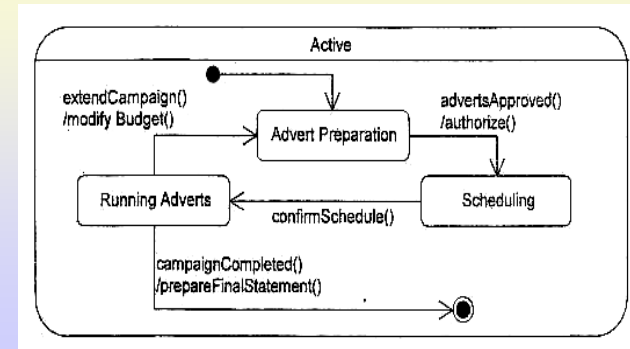 Active
extendCampaign()
/modify Budget()
advertsApproved()
/authorize()
Advert Preparation
Running Adverts
Scheduling
confirmSchedule()
campaignCompleted()
/prepareFinalStatement()